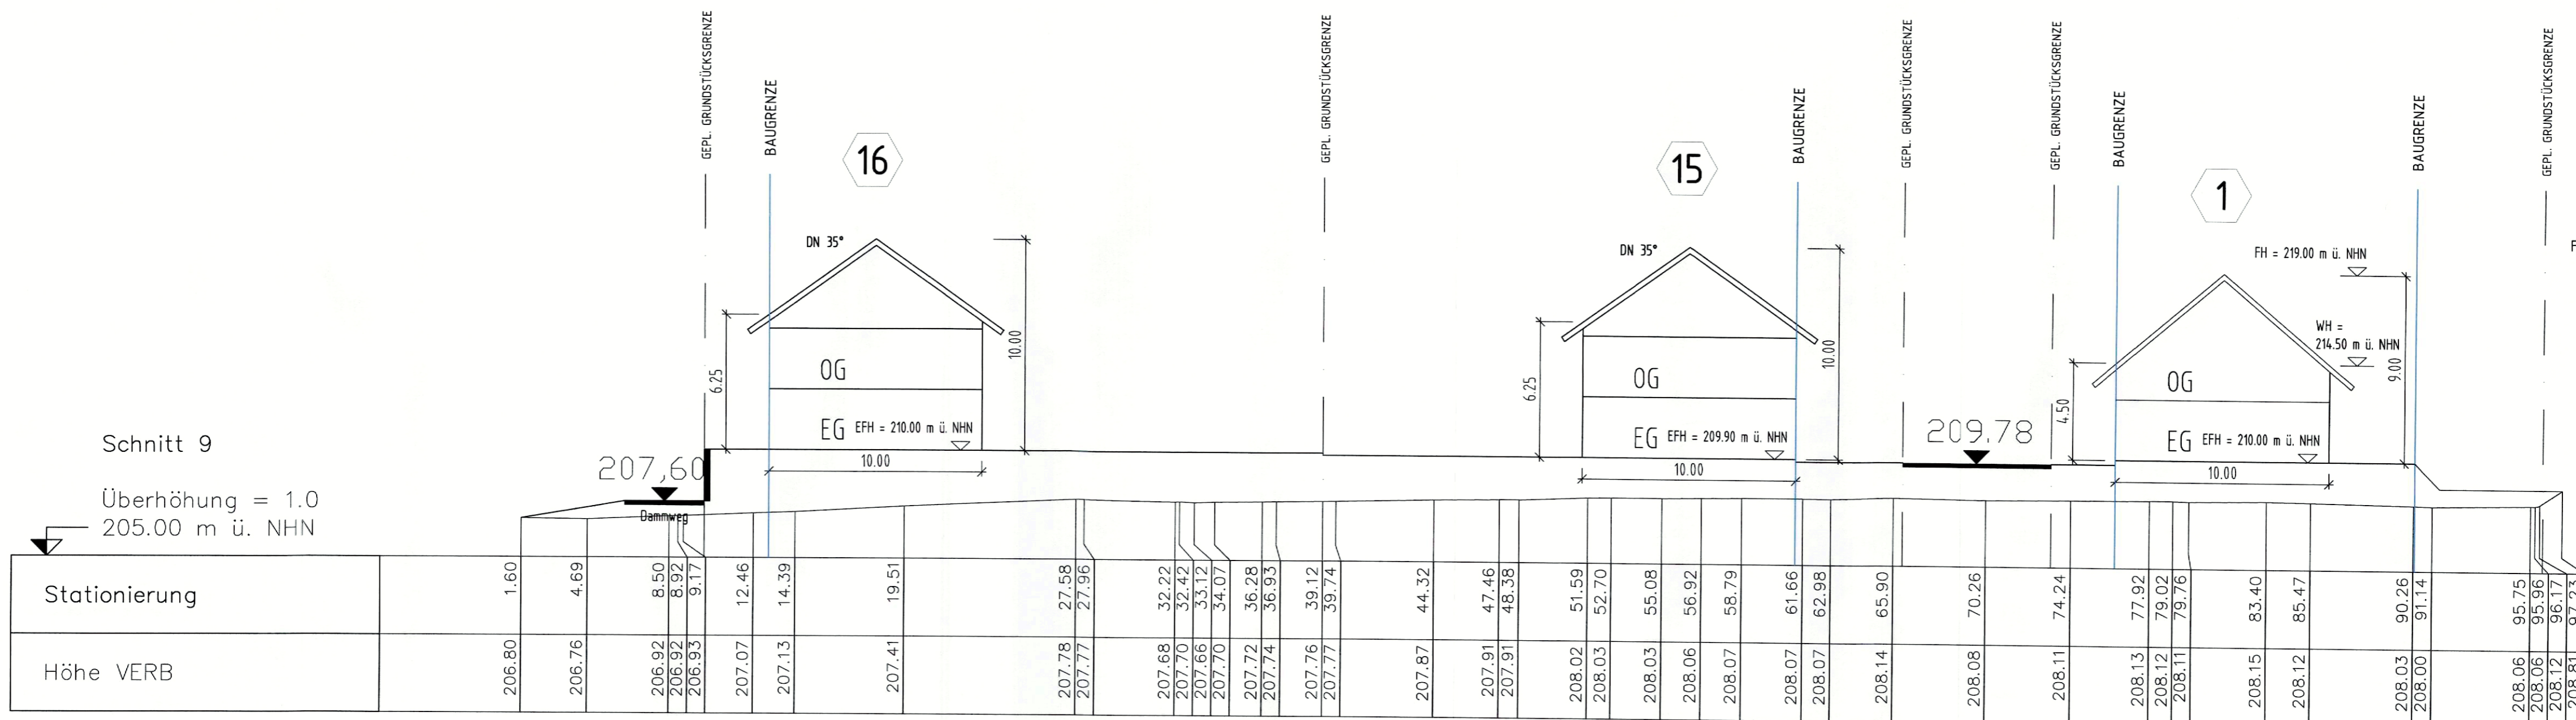 GEPL. GRUNDSTÜCKSGRENZE
BAUGRENZE
16
GEPL. GRUNDSTÜCKSGRENZE
15
BAUGRENZE
GEPL. GRUNDSTÜCKSGRENZE
GEPL. GRUNDSTÜCKSGRENZE
BAUGRENZE
1
BAUGRENZE
GEPL. GRUNDSTÜCKSGRENZE
DN 35°
6.25
OG
EG EFH = 210.00 m ü. NHN
10.00
10.00
DN 35°
6.25
OG
EG EFH = 209.90 m ü. NHN
10.00
10.00
209.78
FH = 219.00 m ü. NHN
WH =
214.50 m ü. NHN
4.50
OG
EG EFH = 210.00 m ü. NHN
9.00
10.00
F
207,60
Dammweg
Schnitt 9
Überhöhung = 1.0
205.00 m ü. NHN
Stationierung 1.60 4.69 8.50 8.92 9.17 12.46 14.39 19.51 27.58 27.96 32.22 32.42 33.12 34.07 36.28 36.93 39.12 39.74 44.32 47.46 48.38 51.59 52.70 55.08 56.92 58.79 61.66 62.98 65.90 70.26 74.24 77.92 79.02 79.76 83.40 85.47 90.26 91.14 95.75 95.96 96.17 97.23
Höhe VERB 206.80 206.76 206.92 206.92 206.93 207.07 207.13 207.41 207.78 207.77 207.68 207.70 207.66 207.70 207.72 207.74 207.76 207.77 207.87 207.91 207.91 208.02 208.03 208.03 208.06 208.07 208.07 208.07 208.14 208.08 208.11 208.13 208.12 208.11 208.15 208.12 208.03 208.00 208.06 208.06 208.12 208.81